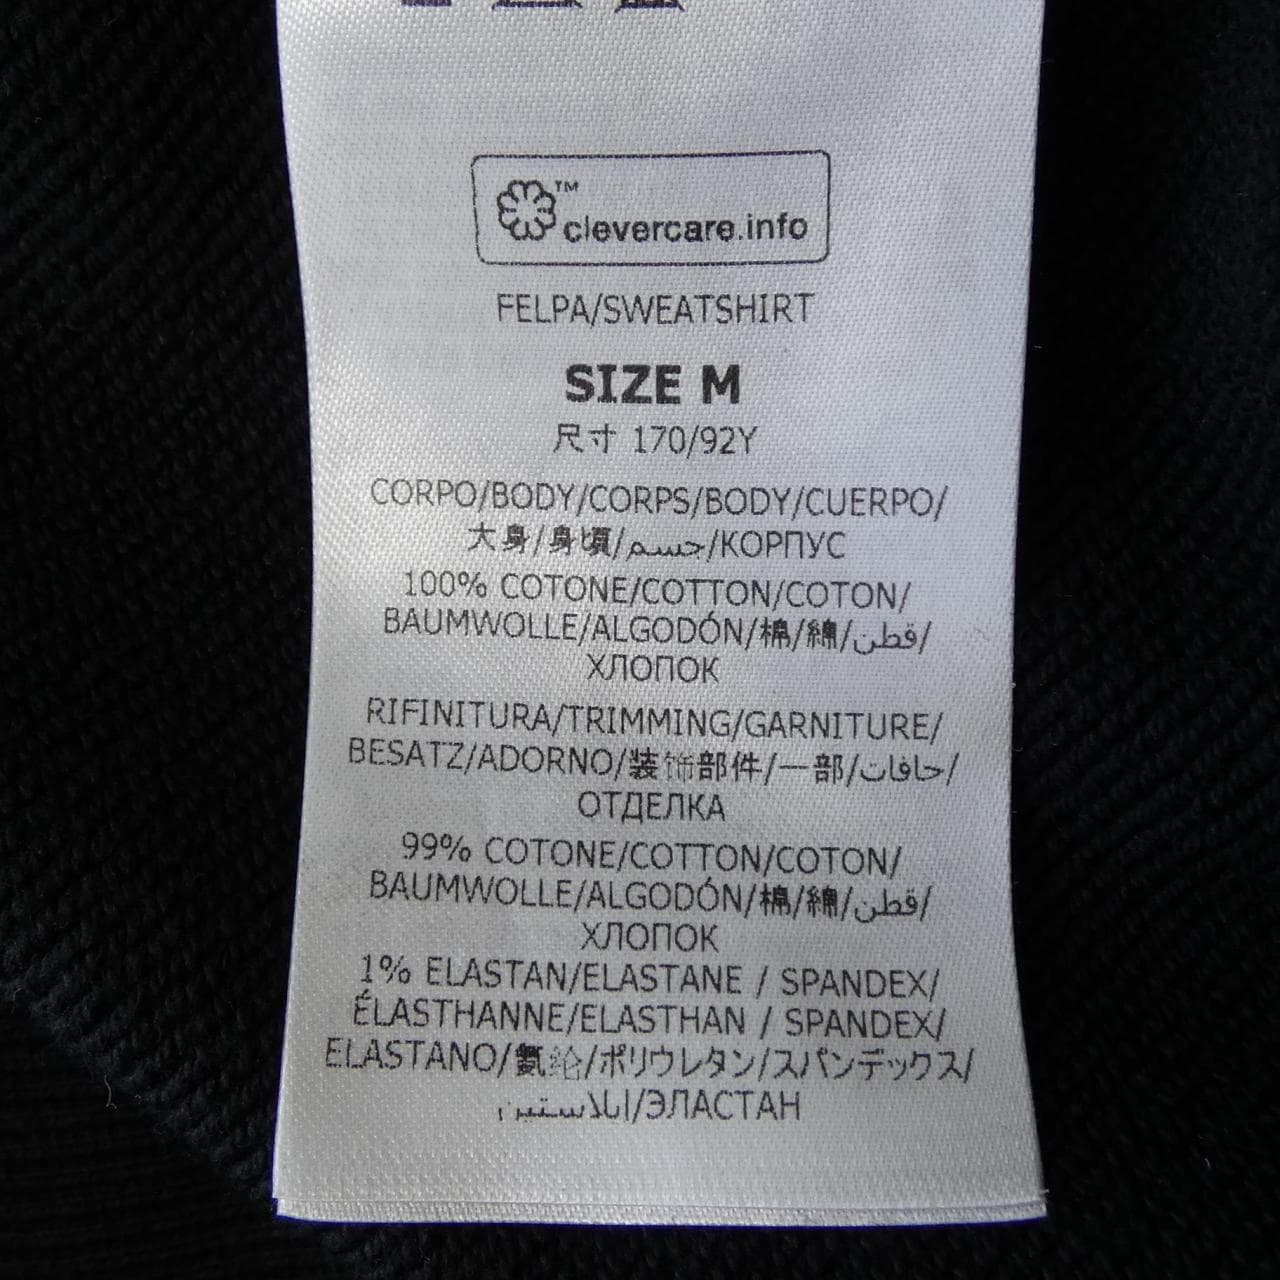 ™
clevercare.info
FELPA/SWEATSHIRT
SIZE M
尺寸 170/92Y
CORPO/BODY/CORPS/BODY/CUERPO/
大身/身頃/جسم/КОРПУС
100% COTONE/COTTON/COTON/
BAUMWOLLE/ALGODÓN/棉/綿/قطن/
ХЛОПОК
RIFINITURA/TRIMMING/GARNITURE/
BESATZ/ADORNO/装饰部件/一部/حافات/
ОТДЕЛКА
99% COTONE/COTTON/COTON/
BAUMWOLLE/ALGODÓN/棉/綿/قطن/
ХЛОПОК
1% ELASTAN/ELASTANE / SPANDEX/
ÉLASTHANNE/ELASTHAN / SPANDEX/
ELASTANO/氨纶/ポリウレタン/スパンデックス/
إيلاستين/ЭЛАСТАН